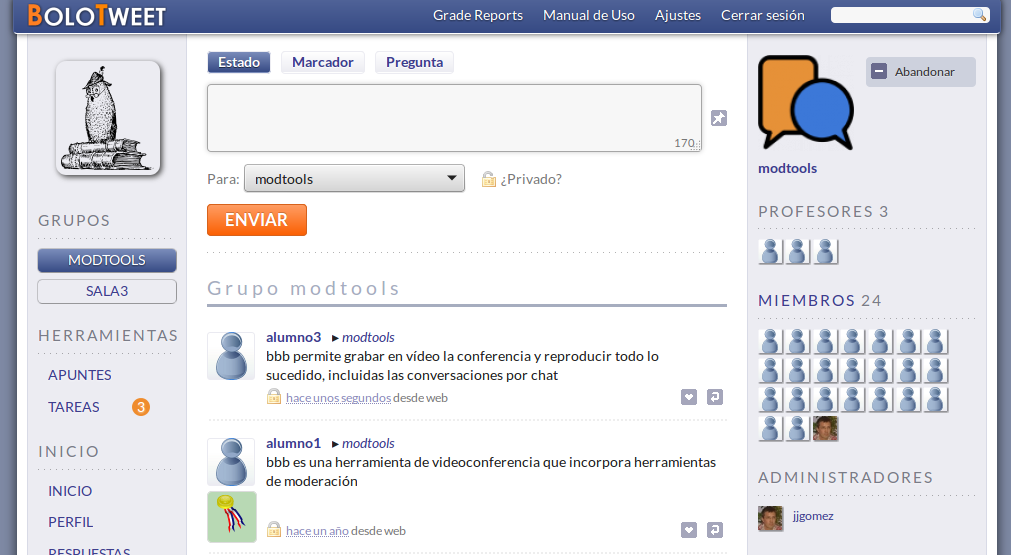 BOLOTWEET
Grade Reports Manual de Uso Ajustes Cerrar sesión
GRUPOS
MODTOOLS
SALA3
HERRAMIENTAS
APUNTES
TAREAS 3
INICIO
INICIO
PERFIL
RESPUESTAS
Estado Marcador Pregunta
170
Para: modtools ¿Privado?
ENVIAR
Grupo modtools
alumno3 ▸ modtools
bbb permite grabar en vídeo la conferencia y reproducir todo lo
sucedido, incluidas las conversaciones por chat
hace unos segundos desde web
alumno1 ▸ modtools
bbb es una herramienta de videoconferencia que incorpora herramientas
de moderación
hace un año desde web
Abandonar
modtools
PROFESORES 3
MIEMBROS 24
ADMINISTRADORES
jjgomez